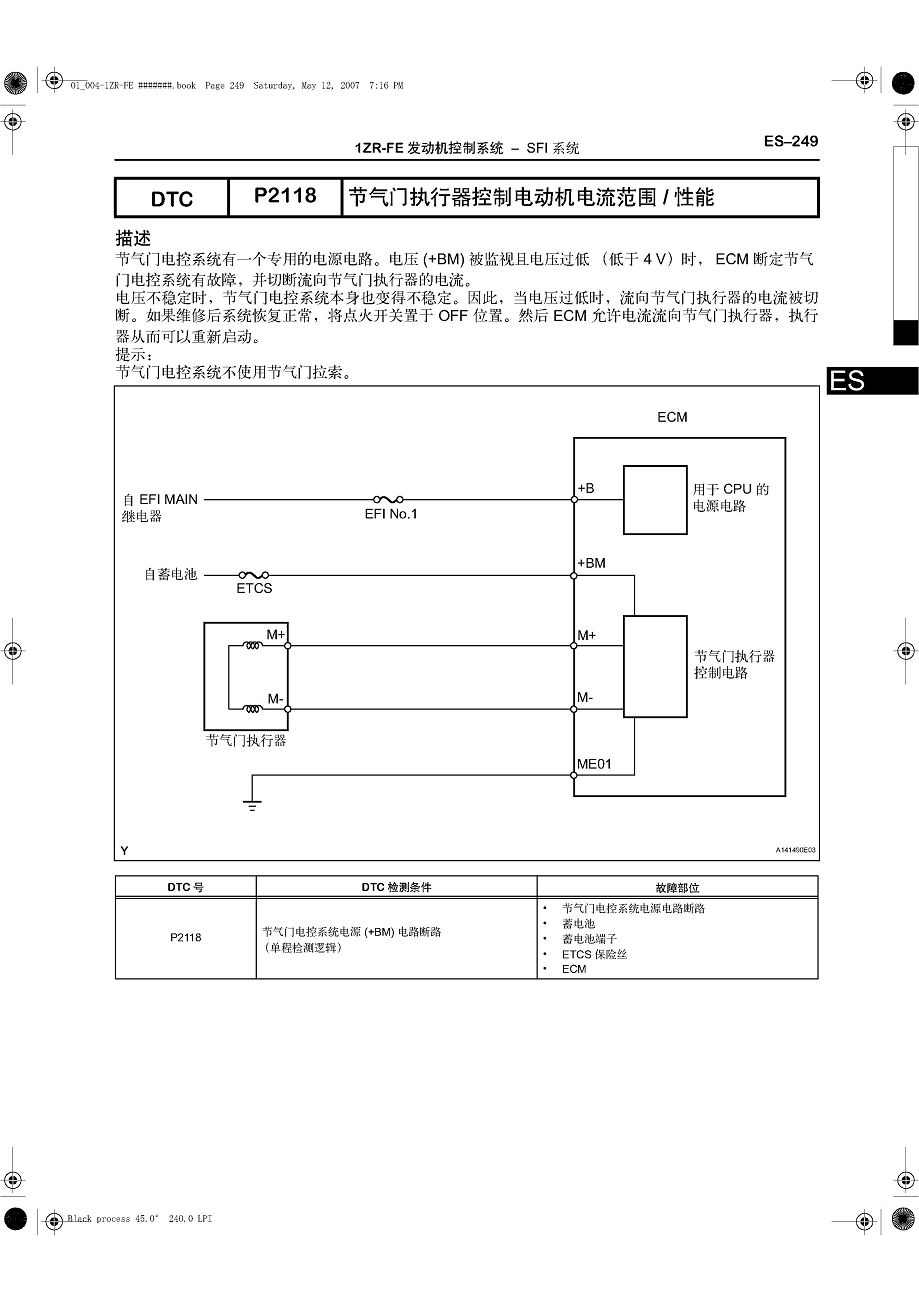 01_004-1ZR-FE #######.book Page 249 Saturday, May 12, 2007 7:16 PM
1ZR-FE 发动机控制系统 – SFI 系统
ES–249
DTC P2118 节气门执行器控制电动机电流范围 / 性能
描述
节气门电控系统有一个专用的电源电路。电压 (+BM) 被监视且电压过低 （低于 4 V）时， ECM 断定节气
门电控系统有故障，并切断流向节气门执行器的电流。
电压不稳定时，节气门电控系统本身也变得不稳定。因此，当电压过低时，流向节气门执行器的电流被切
断。如果维修后系统恢复正常，将点火开关置于 OFF 位置。然后 ECM 允许电流流向节气门执行器，执行
器从而可以重新启动。
提示：
节气门电控系统不使用节气门拉索。
ES
ECM
自 EFI MAIN
继电器
EFI No.1
+B
用于 CPU 的
电源电路
自蓄电池
ETCS
+BM
M+
M+
节气门执行器
控制电路
M-
M-
节气门执行器
ME01
Y
A141490E03
DTC 号 DTC 检测条件 故障部位
P2118
节气门电控系统电源 (+BM) 电路断路
（单程检测逻辑）
• 节气门电控系统电源电路断路
• 蓄电池
• 蓄电池端子
• ETCS 保险丝
• ECM
Black process 45.0° 240.0 LPI